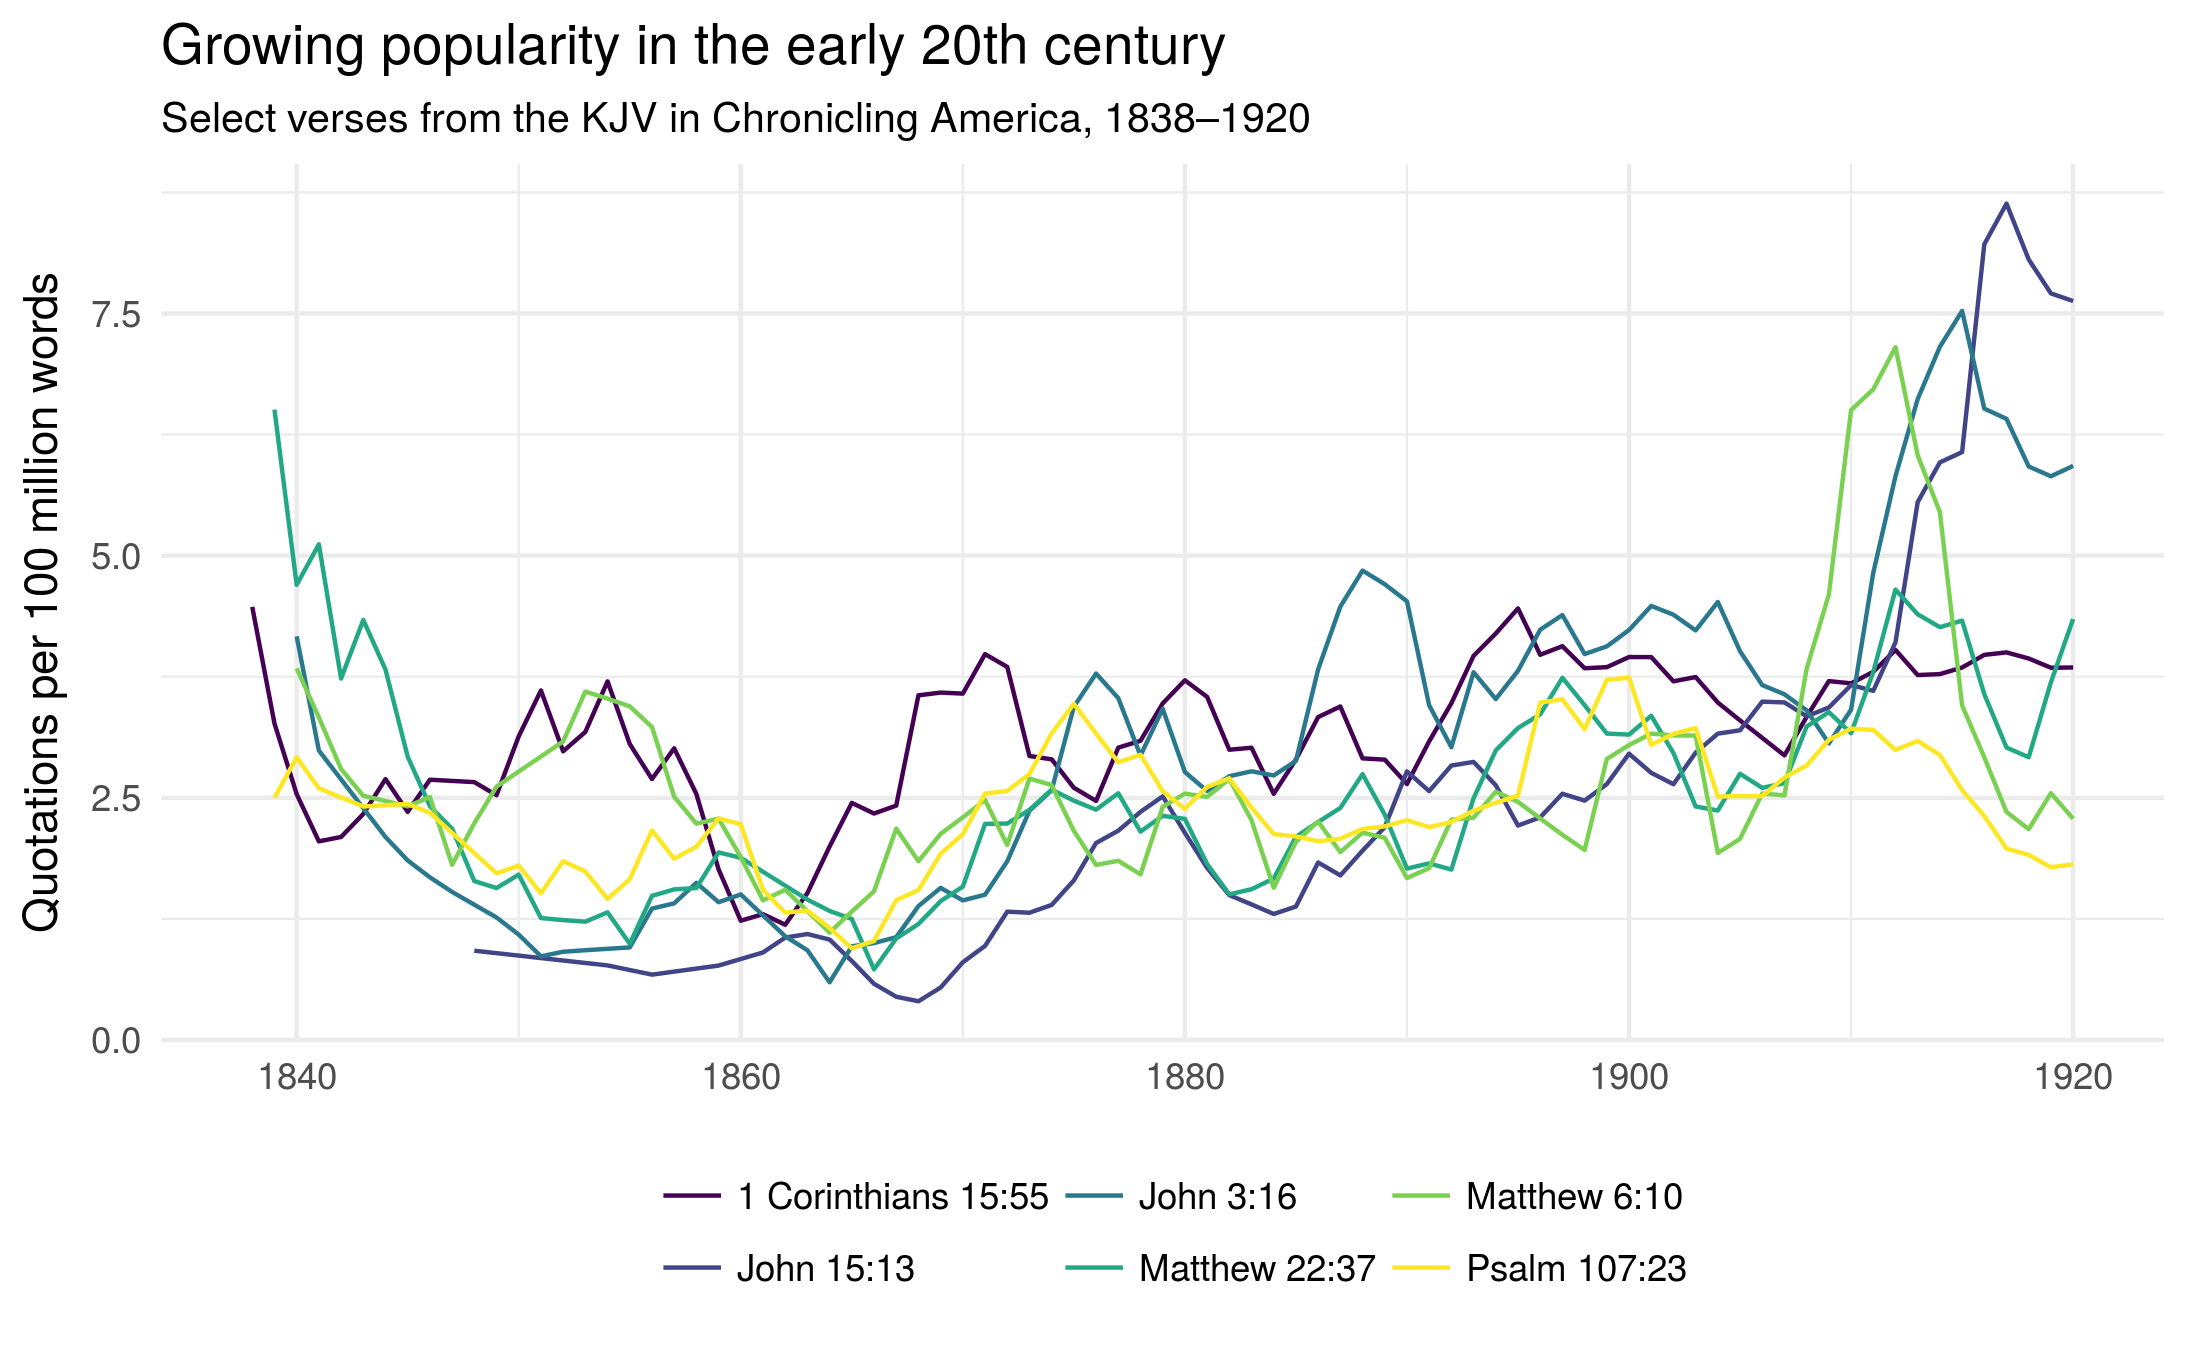 Growing popularity in the early 20th century
Select verses from the KJV in Chronicling America, 1838–1920
Quotations per 100 million words
7.5
5.0
2.5
0.0
1840 1860 1880 1900 1920
1 Corinthians 15:55 John 3:16 Matthew 6:10
John 15:13 Matthew 22:37 Psalm 107:23